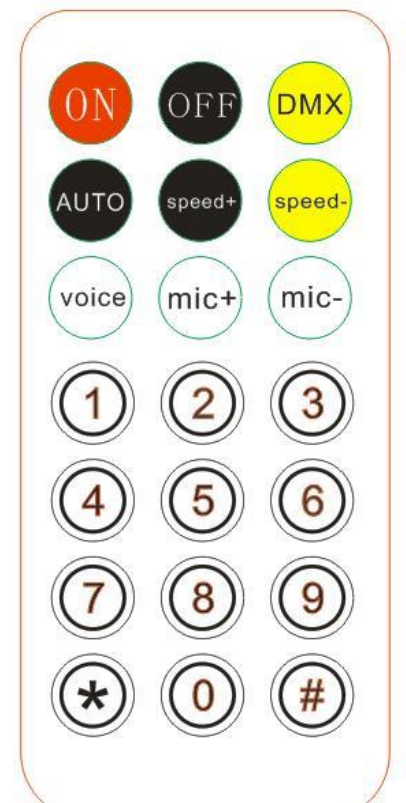 ON OFF DMX
AUTO speed+ speed-
voice mic+ mic-
1 2 3
4 5 6
7 8 9
* 0 #